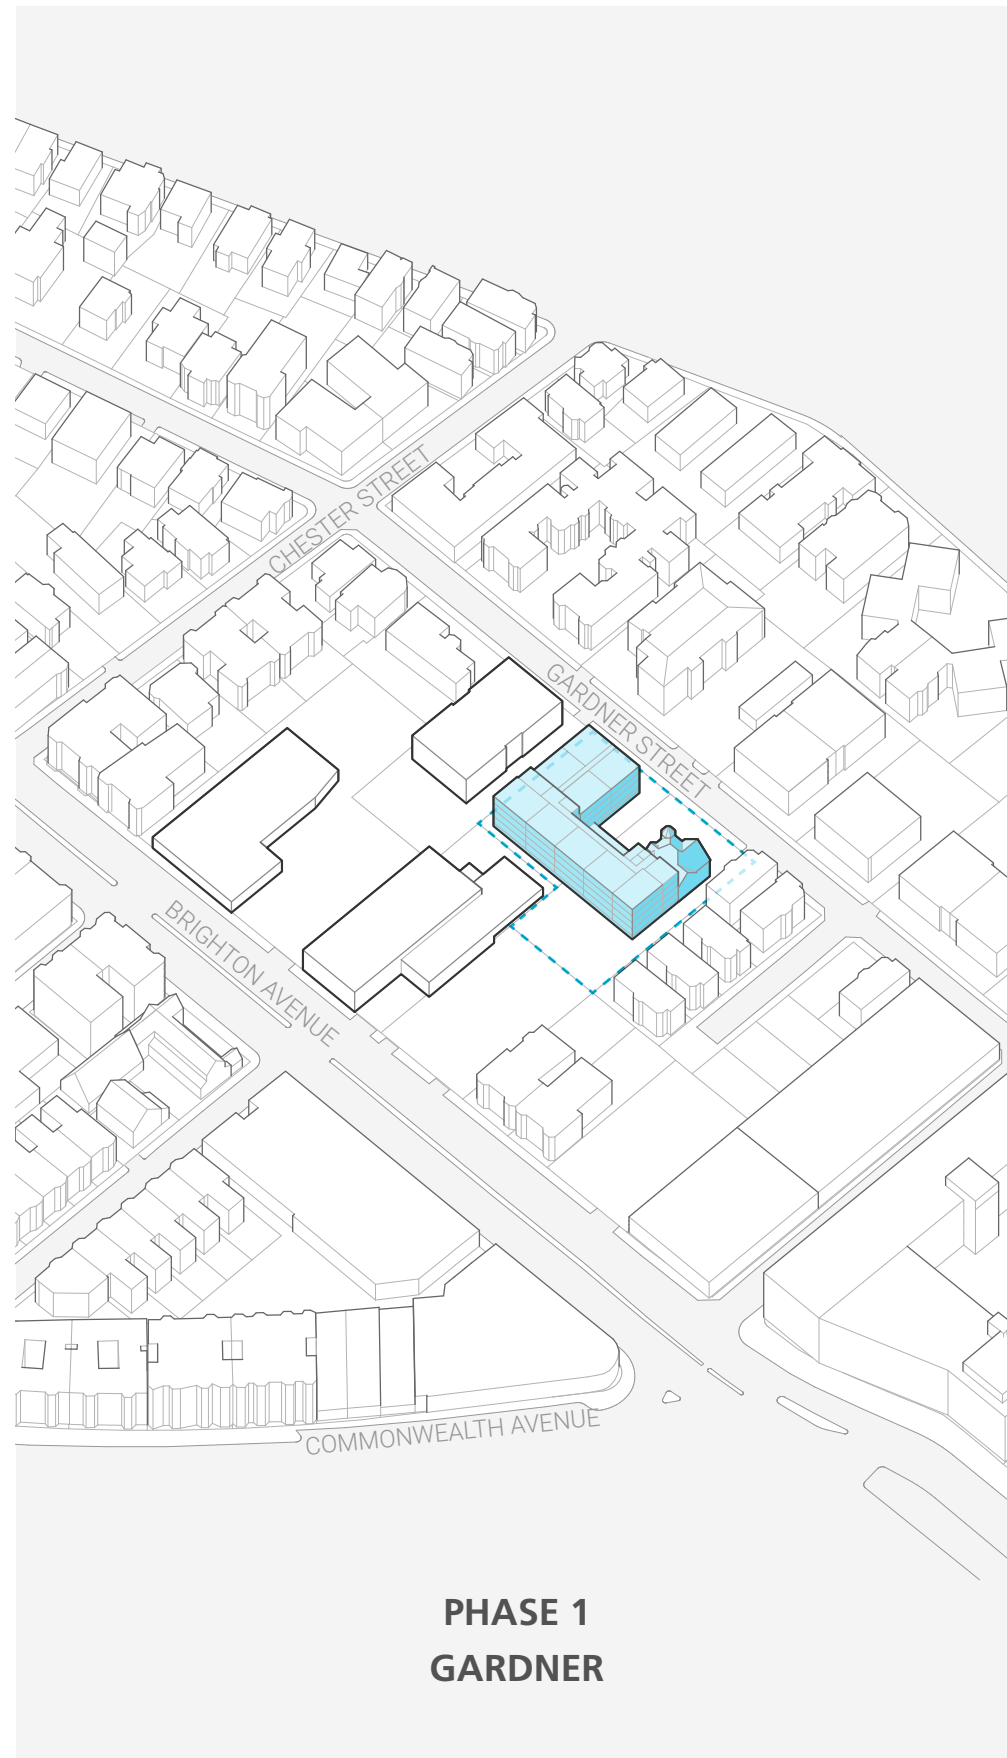 CHESTER STREET
GARDNER STREET
BRIGHTON AVENUE
COMMONWEALTH AVENUE
PHASE 1
GARDNER